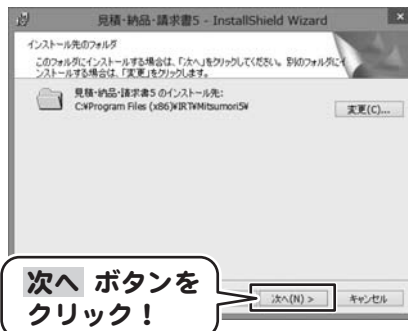 見積・納品・請求書5 - InstallShield Wizard
インストール先のフォルダ
このフォルダにインストールする場合は、「次へ」をクリックしてください。別のフォルダにイ
ンストールする場合は、「変更」をクリックします。
見積・納品・請求書5 のインストール先:
C:¥Program Files (x86)¥IRT¥Mitsumori5¥
変更(C)...
次へ(N) >
キャンセル
次へ ボタンを
クリック！